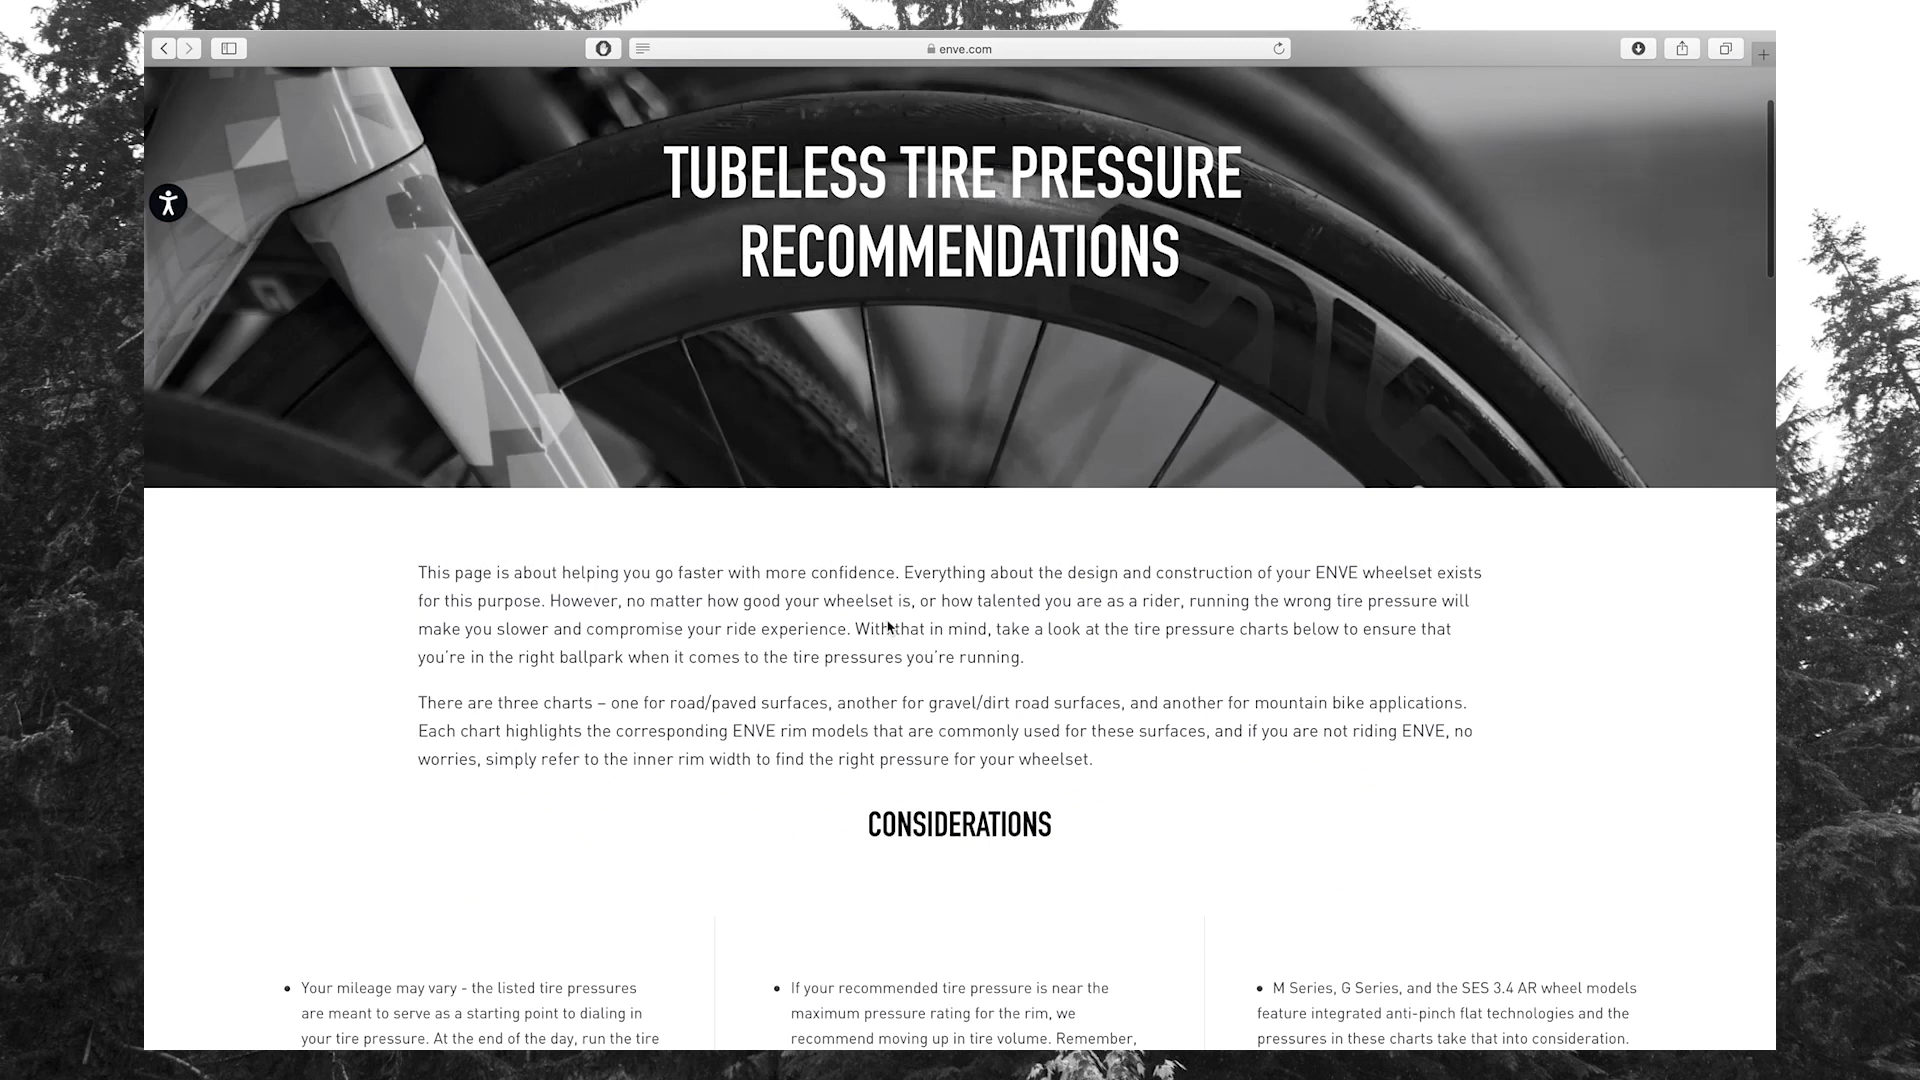 enve.com
TUBELESS TIRE PRESSURE
RECOMMENDATIONS
This page is about helping you go faster with more confidence. Everything about the design and construction of your ENVE wheelset exists
for this purpose. However, no matter how good your wheelset is, or how talented you are as a rider, running the wrong tire pressure will
make you slower and compromise your ride experience. With that in mind, take a look at the tire pressure charts below to ensure that
you’re in the right ballpark when it comes to the tire pressures you’re running.
There are three charts – one for road/paved surfaces, another for gravel/dirt road surfaces, and another for mountain bike applications.
Each chart highlights the corresponding ENVE rim models that are commonly used for these surfaces, and if you are not riding ENVE, no
worries, simply refer to the inner rim width to find the right pressure for your wheelset.
CONSIDERATIONS
• Your mileage may vary - the listed tire pressures
are meant to serve as a starting point to dialing in
your tire pressure. At the end of the day, run the tire
• If your recommended tire pressure is near the
maximum pressure rating for the rim, we
recommend moving up in tire volume. Remember,
• M Series, G Series, and the SES 3.4 AR wheel models
feature integrated anti-pinch flat technologies and the
pressures in these charts take that into consideration.